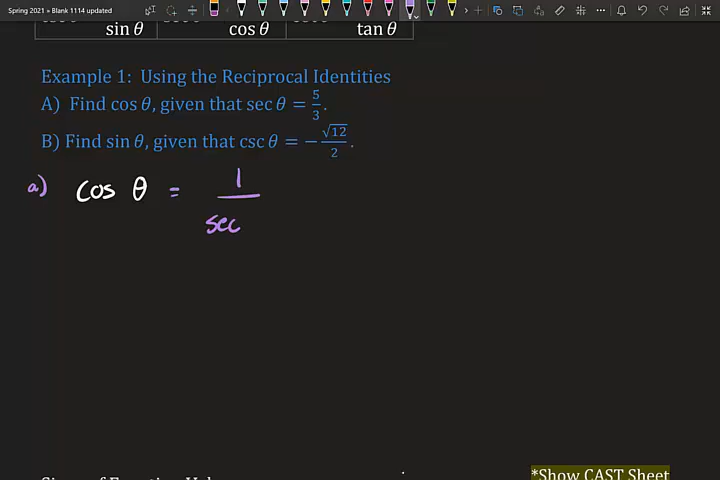 Spring 2021 » Blank 1114 updated
sin θ cos θ tan θ
Example 1: Using the Reciprocal Identities
A) Find cos θ, given that sec θ = 5/3.
B) Find sin θ, given that csc θ = −√12/2.
a) cos θ = 1/sec
*Show CAST Sheet